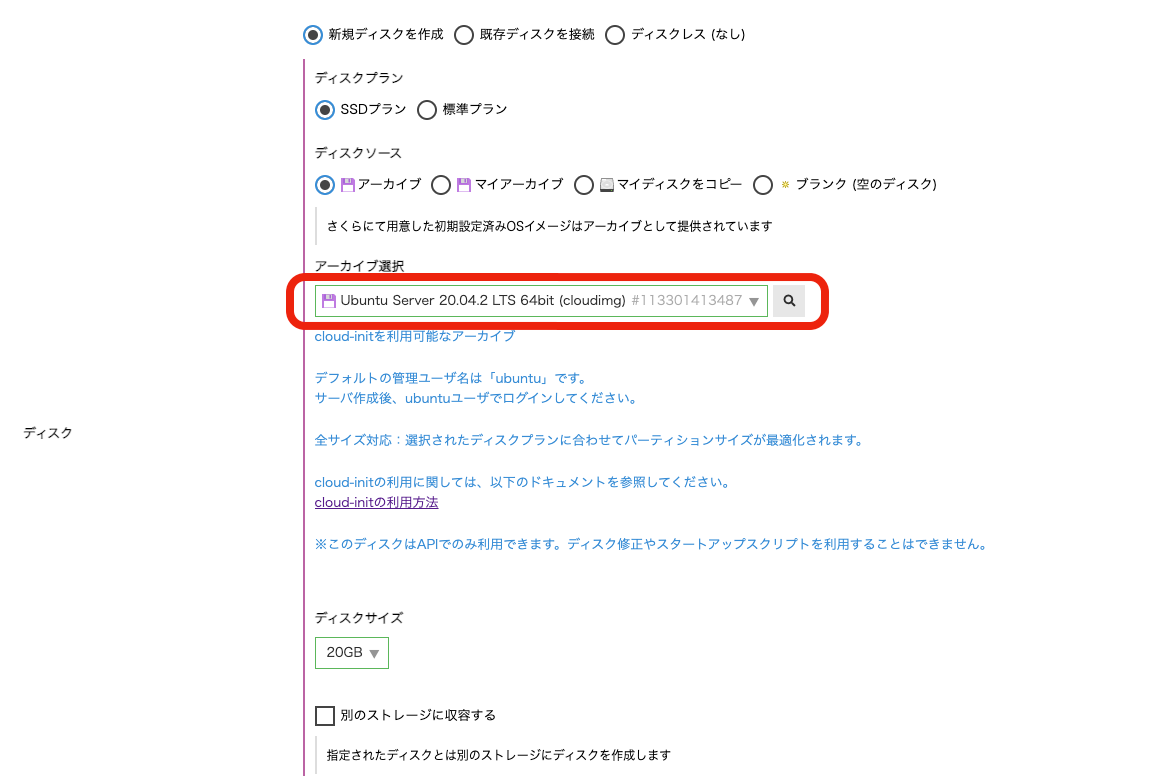 新規ディスクを作成 既存ディスクを接続 ディスクレス (なし)
ディスクプラン
SSDプラン 標準プラン
ディスクソース
アーカイブ マイアーカイブ マイディスクをコピー ブランク (空のディスク)
さくらにて用意した初期設定済みOSイメージはアーカイブとして提供されています
アーカイブ選択
Ubuntu Server 20.04.2 LTS 64bit (cloudimg) #113301413487
cloud-initを利用可能なアーカイブ
デフォルトの管理ユーザ名は「ubuntu」です。
サーバ作成後、ubuntuユーザでログインしてください。
ディスク
全サイズ対応：選択されたディスクプランに合わせてパーティションサイズが最適化されます。
cloud-initの利用に関しては、以下のドキュメントを参照してください。
cloud-initの利用方法
※このディスクはAPIでのみ利用できます。ディスク修正やスタートアップスクリプトを利用することはできません。
ディスクサイズ
20GB
別のストレージに収容する
指定されたディスクとは別のストレージにディスクを作成します